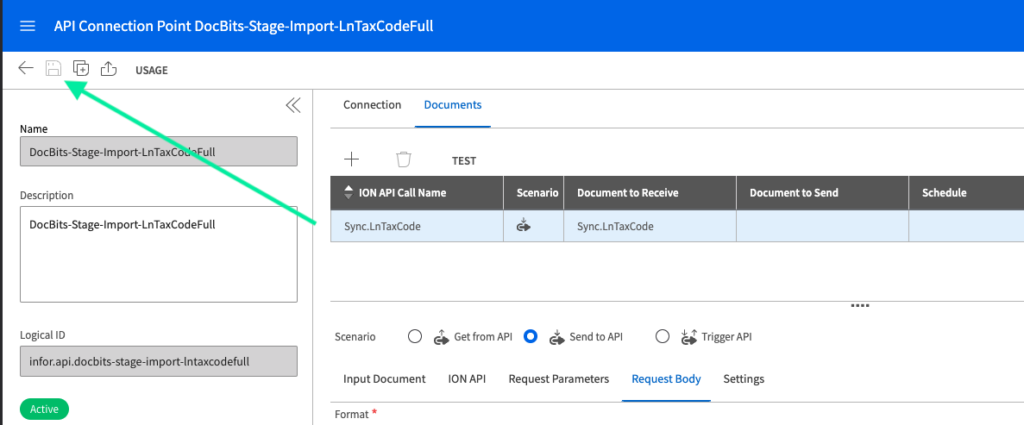 API Connection Point DocBits-Stage-Import-LnTaxCodeFull
USAGE
Name
DocBits-Stage-Import-LnTaxCodeFull
Description
DocBits-Stage-Import-LnTaxCodeFull
Logical ID
infor.api.docbits-stage-import-lntaxcodefull
Active
Connection Documents
TEST
ION API Call Name Scenario Document to Receive Document to Send Schedule
Sync.LnTaxCode Sync.LnTaxCode
Scenario Get from API Send to API Trigger API
Input Document ION API Request Parameters Request Body Settings
Format *